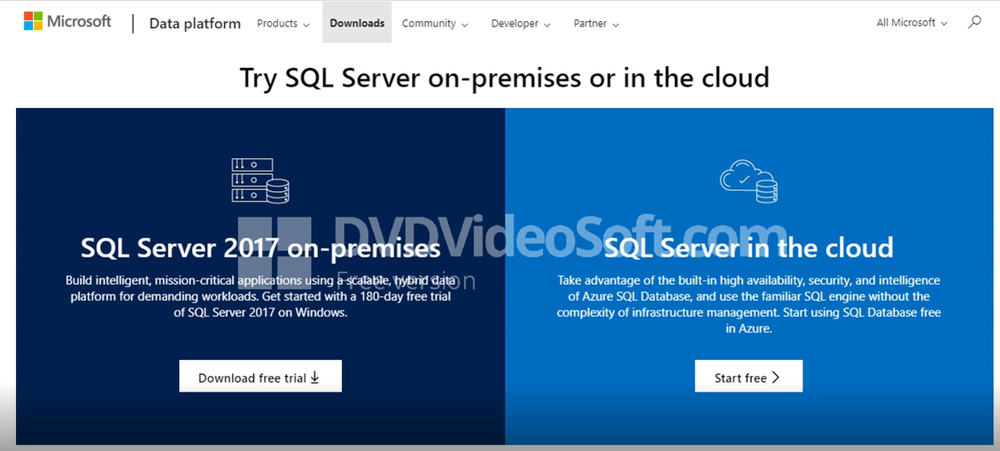 Microsoft
Data platform
Products
Downloads
Community
Developer
Partner
All Microsoft
Try SQL Server on-premises or in the cloud
DVDVideoSoft.com
Free version
SQL Server 2017 on-premises
Build intelligent, mission-critical applications using a scalable, hybrid data
platform for demanding workloads. Get started with a 180-day free trial
of SQL Server 2017 on Windows.
Download free trial
SQL Server in the cloud
Take advantage of the built-in high availability, security, and intelligence
of Azure SQL Database, and use the familiar SQL engine without the
complexity of infrastructure management. Start using SQL Database free
in Azure.
Start free